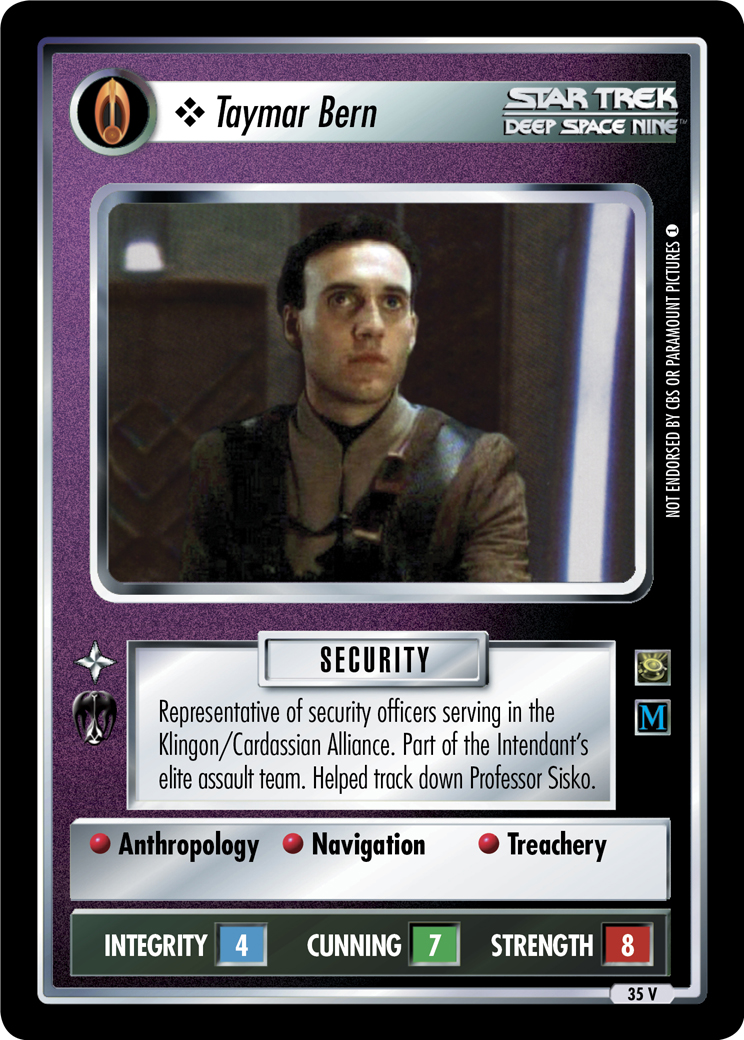 ❖ Taymar Bern
STAR TREK
DEEP SPACE NINE™
NOT ENDORSED BY CBS OR PARAMOUNT PICTURES 1
SECURITY
Representative of security officers serving in the
Klingon/Cardassian Alliance. Part of the Intendant's
elite assault team. Helped track down Professor Sisko.
M
Anthropology Navigation Treachery
INTEGRITY 4 CUNNING 7 STRENGTH 8
35 V